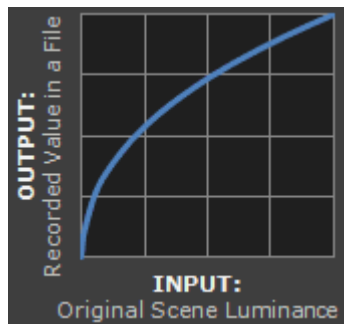 OUTPUT:
Recorded Value in a File
INPUT:
Original Scene Luminance